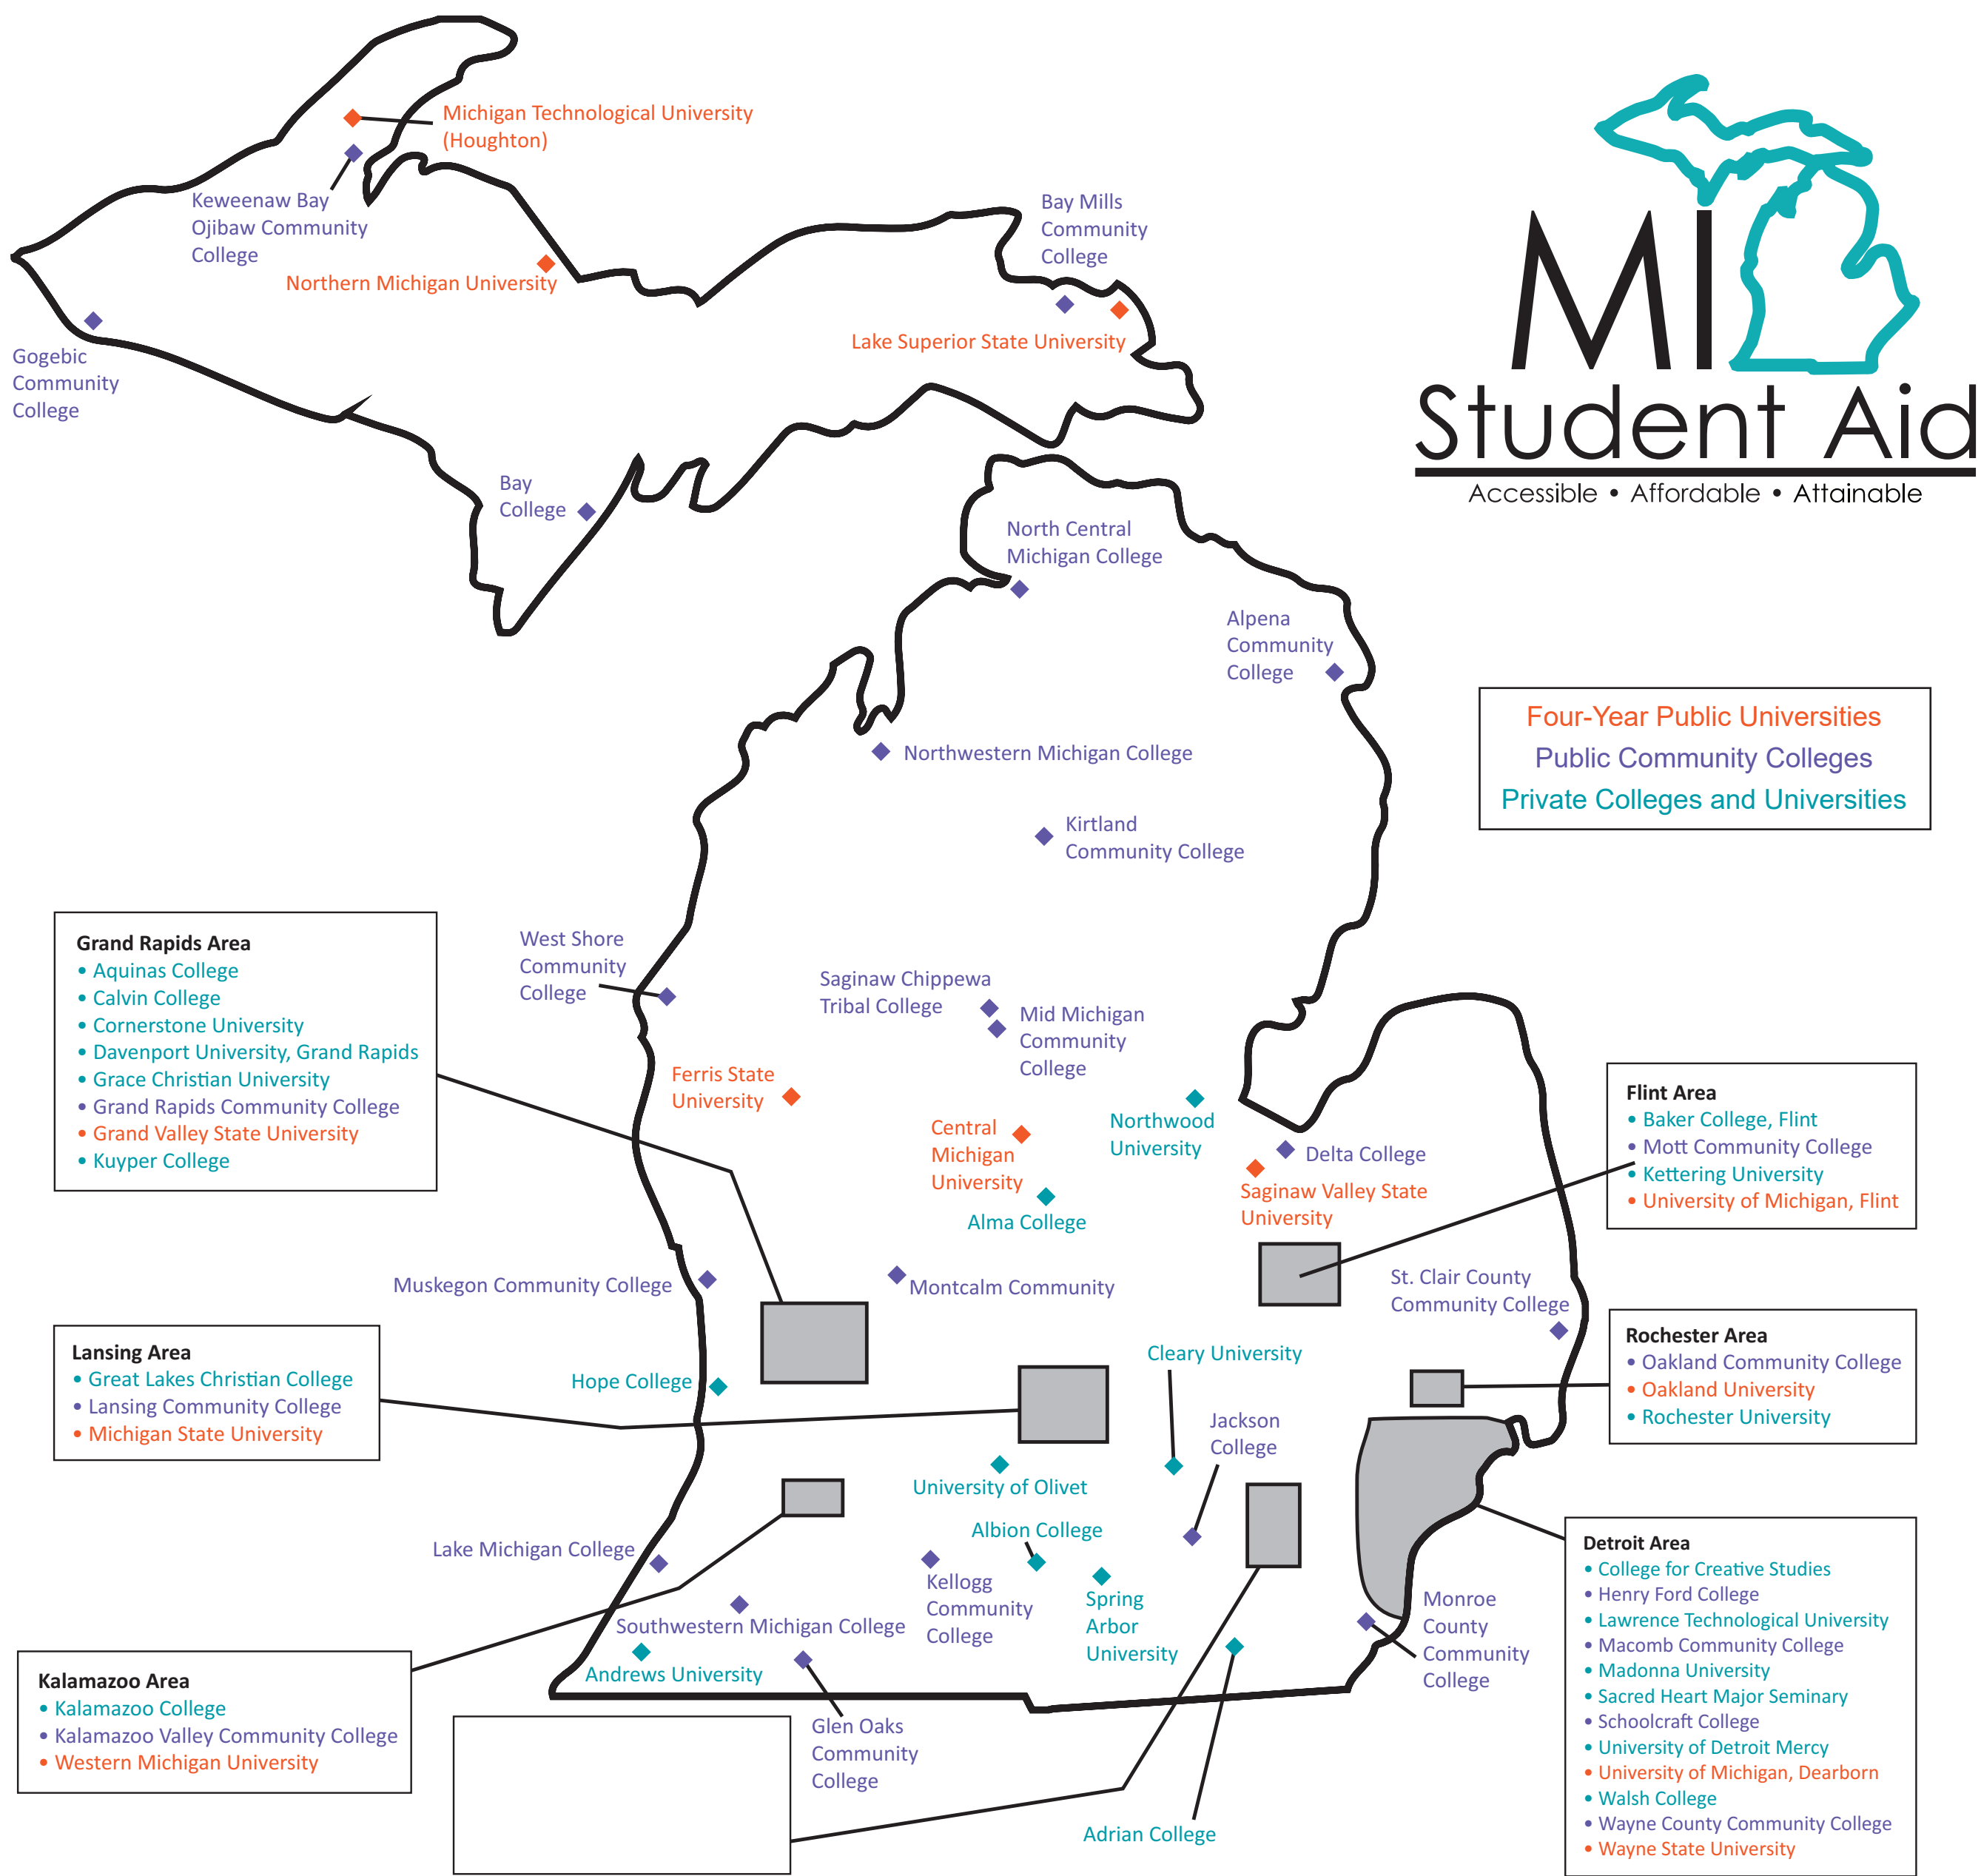 Michigan Technological University
(Houghton)
Keweenaw Bay
Ojibaw Community
College
Northern Michigan University
Bay Mills
Community
College
Lake Superior State University
Gogebic
Community
College
Bay
College
MI
Student Aid
Accessible • Affordable • Attainable
North Central
Michigan College
Alpena
Community
College
Northwestern Michigan College
Four-Year Public Universities
Public Community Colleges
Private Colleges and Universities
Kirtland
Community College
Grand Rapids Area
• Aquinas College
• Calvin College
• Cornerstone University
• Davenport University, Grand Rapids
• Grace Christian University
• Grand Rapids Community College
• Grand Valley State University
• Kuyper College
West Shore
Community
College
Saginaw Chippewa
Tribal College
Mid Michigan
Community
College
Ferris State
University
Central
Michigan
University
Northwood
University
Delta College
Saginaw Valley State
University
Alma College
Flint Area
• Baker College, Flint
• Mott Community College
• Kettering University
• University of Michigan, Flint
Muskegon Community College
Montcalm Community
St. Clair County
Community College
Lansing Area
• Great Lakes Christian College
• Lansing Community College
• Michigan State University
Hope College
Cleary University
Rochester Area
• Oakland Community College
• Oakland University
• Rochester University
Jackson
College
University of Olivet
Albion College
Lake Michigan College
Kellogg
Community
College
Spring
Arbor
University
Southwestern Michigan College
Andrews University
Monroe
County
Community
College
Detroit Area
• College for Creative Studies
• Henry Ford College
• Lawrence Technological University
• Macomb Community College
• Madonna University
• Sacred Heart Major Seminary
• Schoolcraft College
• University of Detroit Mercy
• University of Michigan, Dearborn
• Walsh College
• Wayne County Community College
• Wayne State University
Kalamazoo Area
• Kalamazoo College
• Kalamazoo Valley Community College
• Western Michigan University
Glen Oaks
Community
College
Adrian College